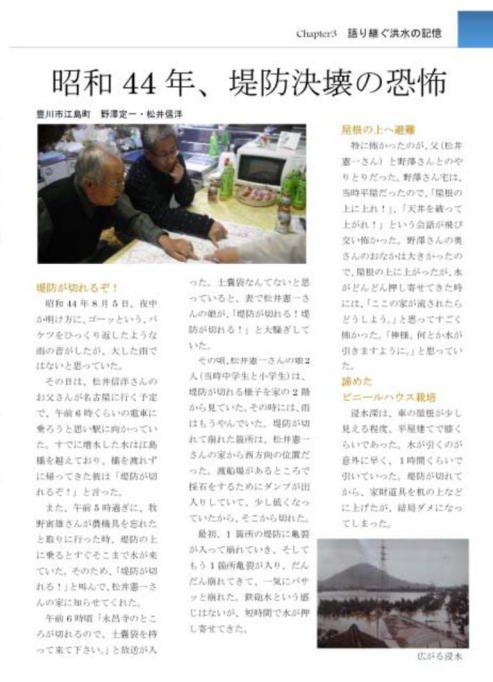 Chapter3 語り継ぐ洪水の記憶
昭和 44 年、堤防決壊の恐怖
豊川市江島町 野澤定一・松井信洋
堤防が切れるぞ!
昭和 44 年 8 月 5 日、夜中
か明け方に、ゴーッという、バ
ケツをひっくり返したような
雨の音がしたが、大した雨で
はないと思っていた。
その日は、松井信洋さんの
お父さんが名古屋に行く予定
で、午前 6 時くらいの電車に
乗ろうと思い駅に向かってい
た。すでに増水した水は江島
橋を越えており、橋を渡れず
に帰ってきた彼は「堤防が切
れるぞ!」と言った。
また、午前 5 時過ぎに、牧
野寅雄さんが農機具を忘れた
と取りに行った時、堤防の上
に乗るとすぐそこまで水が来
ていた。そのため、「堤防が切
れる!」と叫んで、松井憲一さ
んの家に知らせてくれた。
午前 6 時頃「永昌寺のとこ
ろが切れるので、土嚢袋を持
って来て下さい。」と放送が入
った。土嚢袋なんてないと思
っていると、表で松井憲一さ
んの娘が、「堤防が切れる!堤
防が切れる!」と大騒ぎして
いた。
その頃、松井憲一さんの娘 2
人(当時中学生と小学生)は、
堤防が切れる様子を家の 2 階
から見ていた。その時には、雨
はもうやんでいた。堤防が切
れて崩れた箇所は、松井憲一
さんの家から西方向の位置だ
った。渡船場があるところで
採石をするためにダンプが出
入りしていて、少し低くなっ
ていたから、そこから切れた。
最初、1 箇所の堤防に亀裂
が入って崩れていき、そして
もう 1 箇所亀裂が入り、だん
だん崩れてきて、一気にバサ
ッと崩れた。鉄砲水という感
じはないが、短時間で水が押
し寄せてきた。
屋根の上へ避難
特に怖かったのが、父(松井
憲一さん)と野澤さんとのや
りとりだった。野澤さん宅は、
当時平屋だったので、「屋根の
上に上れ!」、「天井を破って
上がれ!」という会話が飛び
交い怖かった。野澤さんの奥
さんのおなかは大きかったの
で、屋根の上に上がったが、水
がどんどん押し寄せてきた時
には、「ここの家が流されたら
どうしよう。」と思ってすごく
怖かった。「神様、何とか水が
引きますように。」と思ってい
た。
諦めた
ビニールハウス栽培
浸水深は、車の屋根が少し
見える程度、平屋建てで膝く
らいであった。水が引くのが
意外に早く、1 時間くらいで
引いていった。堤防が切れて
から、家財道具を机の上など
に上げたが、結局ダメになっ
てしまった。
広がる浸水